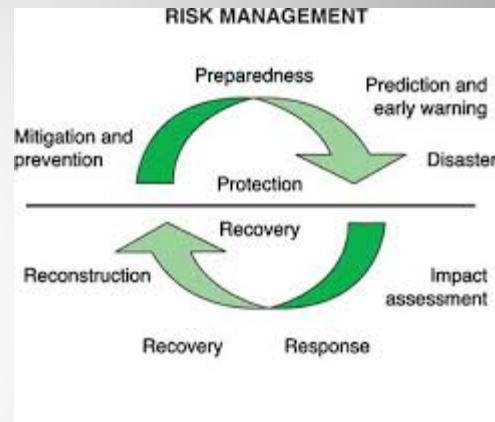 RISK MANAGEMENT
Preparedness
Prediction and
early warning
Mitigation and
prevention
Disaster
Protection
Recovery
Reconstruction
Impact
assessment
Recovery
Response